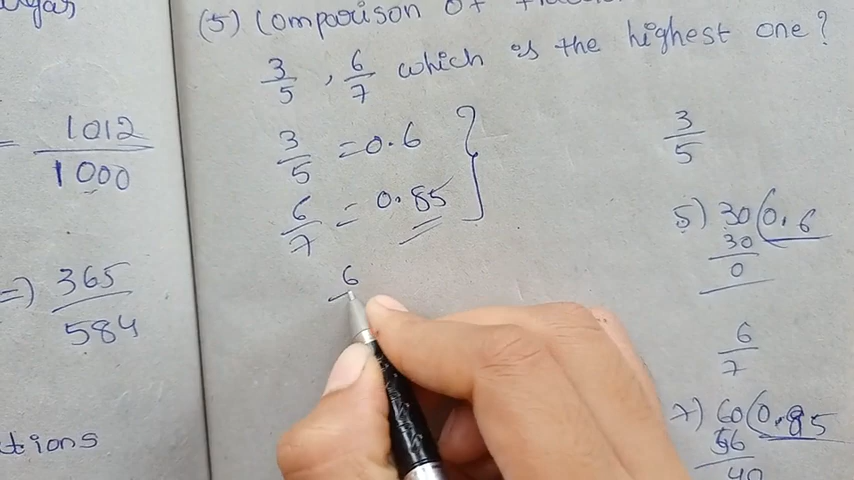 = 1012/1000
=) 365/584
tions
(5) Comparison of
3/5 , 6/7 which is the highest one?
3/5 = 0.6
6/7 = 0.85
6
3/5
5) 30 (0.6
30
0
6/7
7) 60 (0.85
56
40